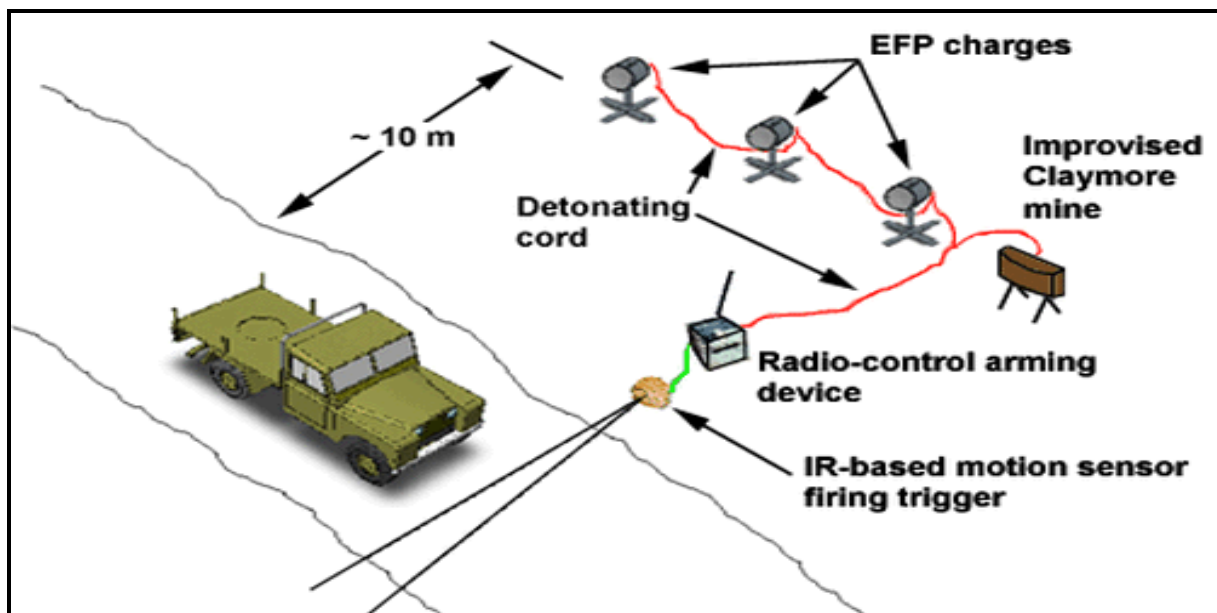 EFP charges
~ 10 m
Improvised
Claymore
mine
Detonating
cord
Radio-control arming
device
IR-based motion sensor
firing trigger